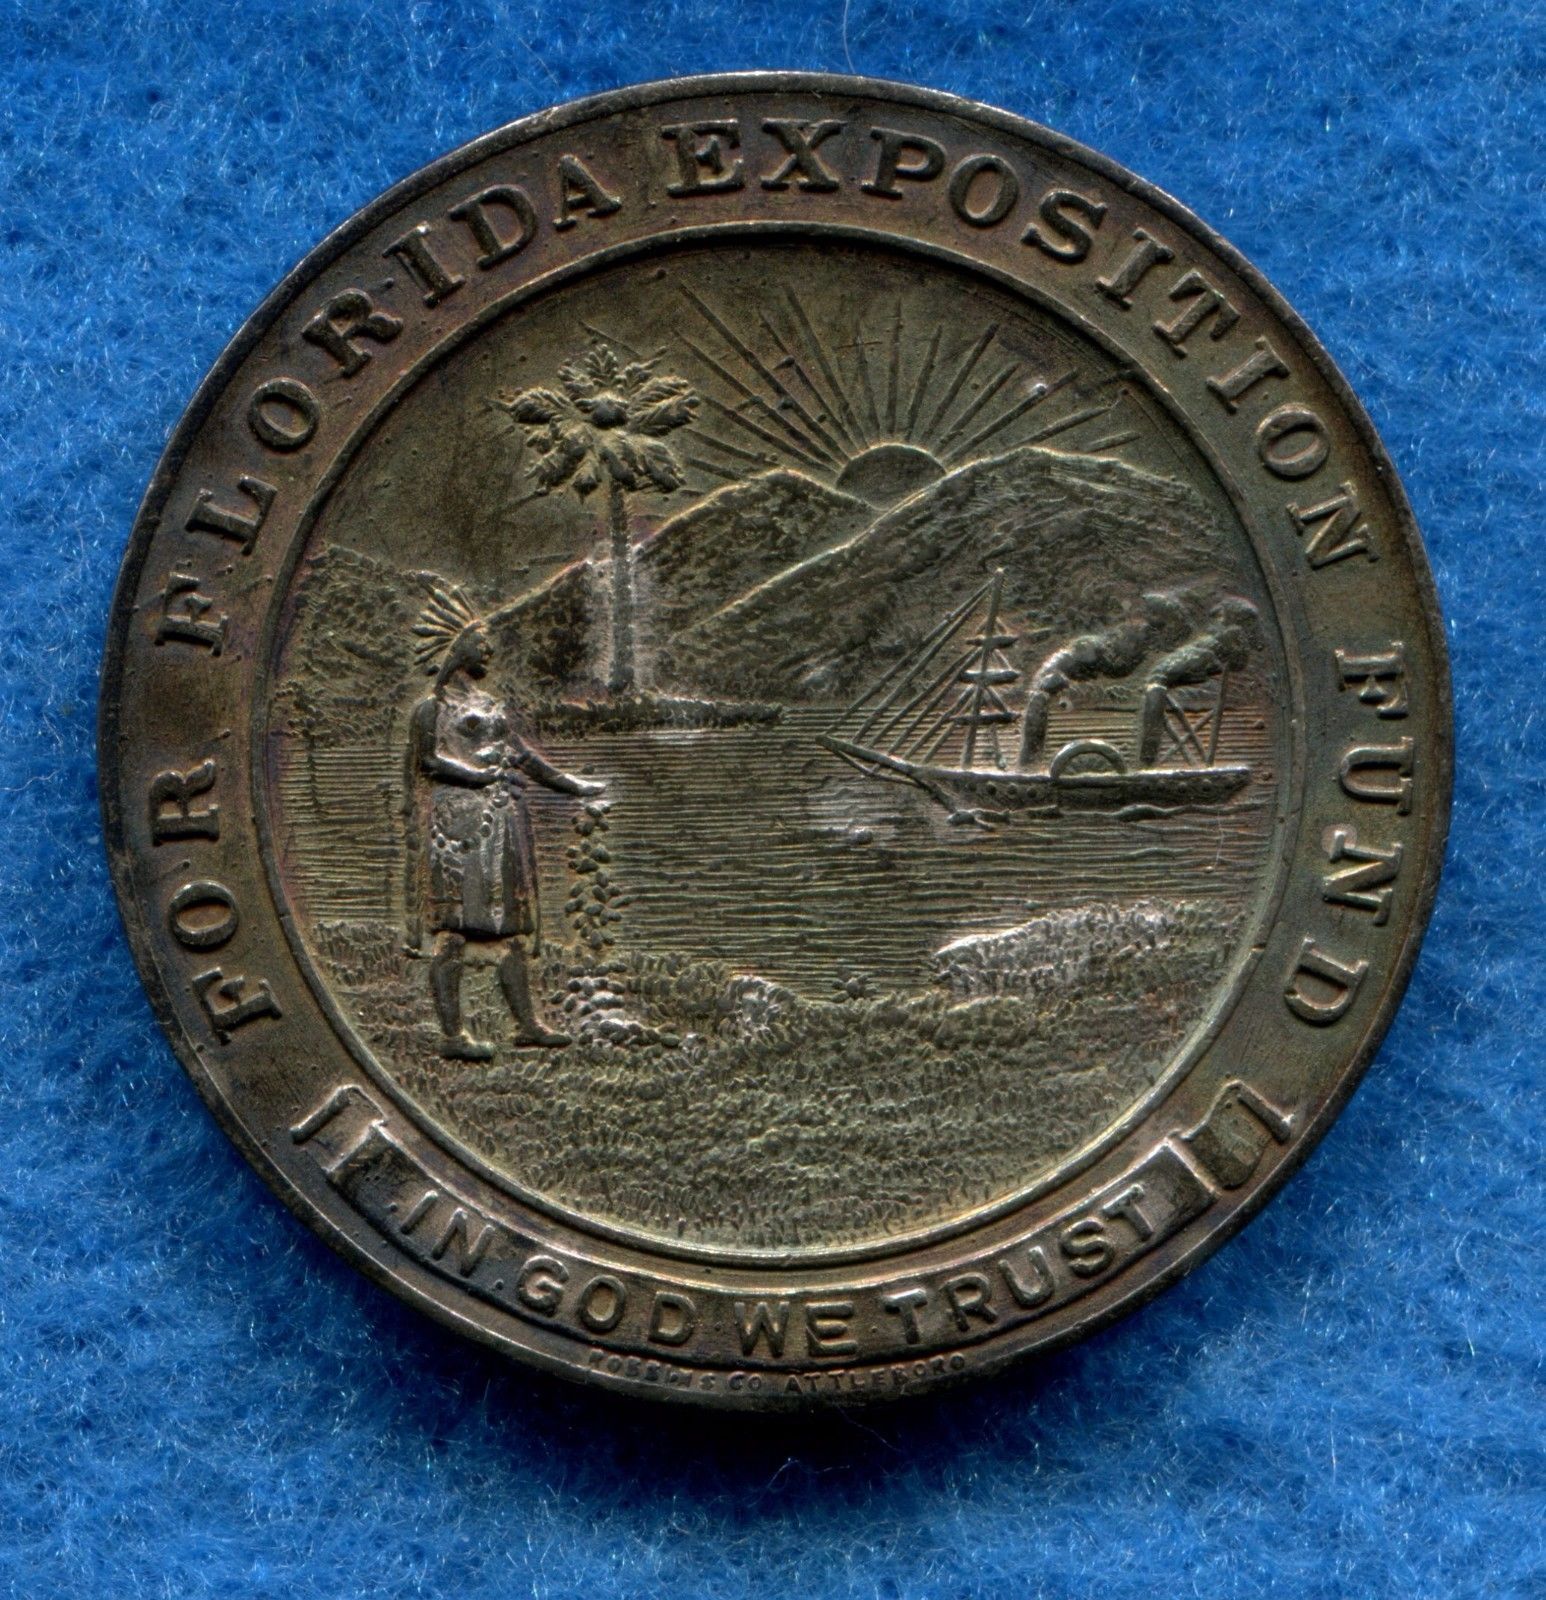 FOR FLORIDA EXPOSITION FUND
IN GOD WE TRUST
ROBBINS CO ATTLEBORO